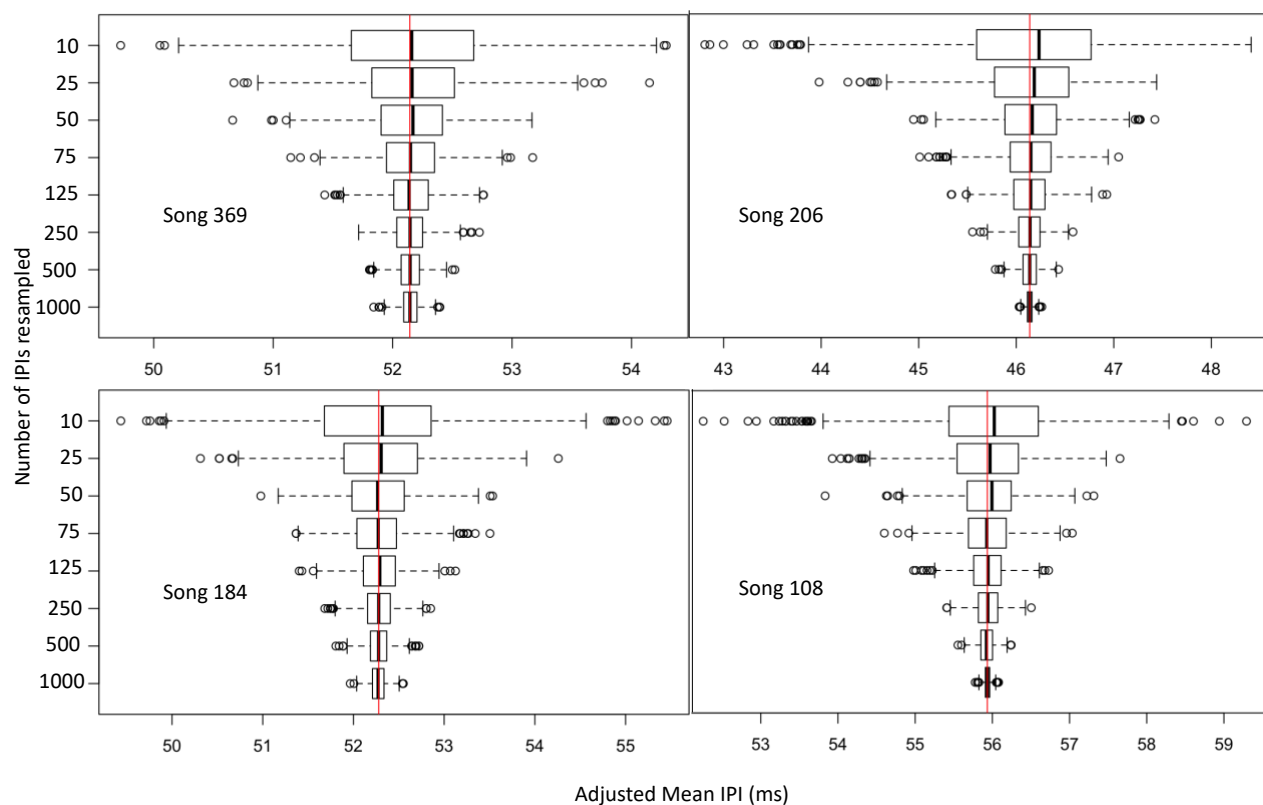 10
25
50
75
125
250
500
1000
Song 369
50 51 52 53 54
Song 206
43 44 45 46 47 48
Number of IPIs resampled
10
25
50
75
125
250
500
1000
Song 184
50 51 52 53 54 55
Song 108
53 54 55 56 57 58 59
Adjusted Mean IPI (ms)